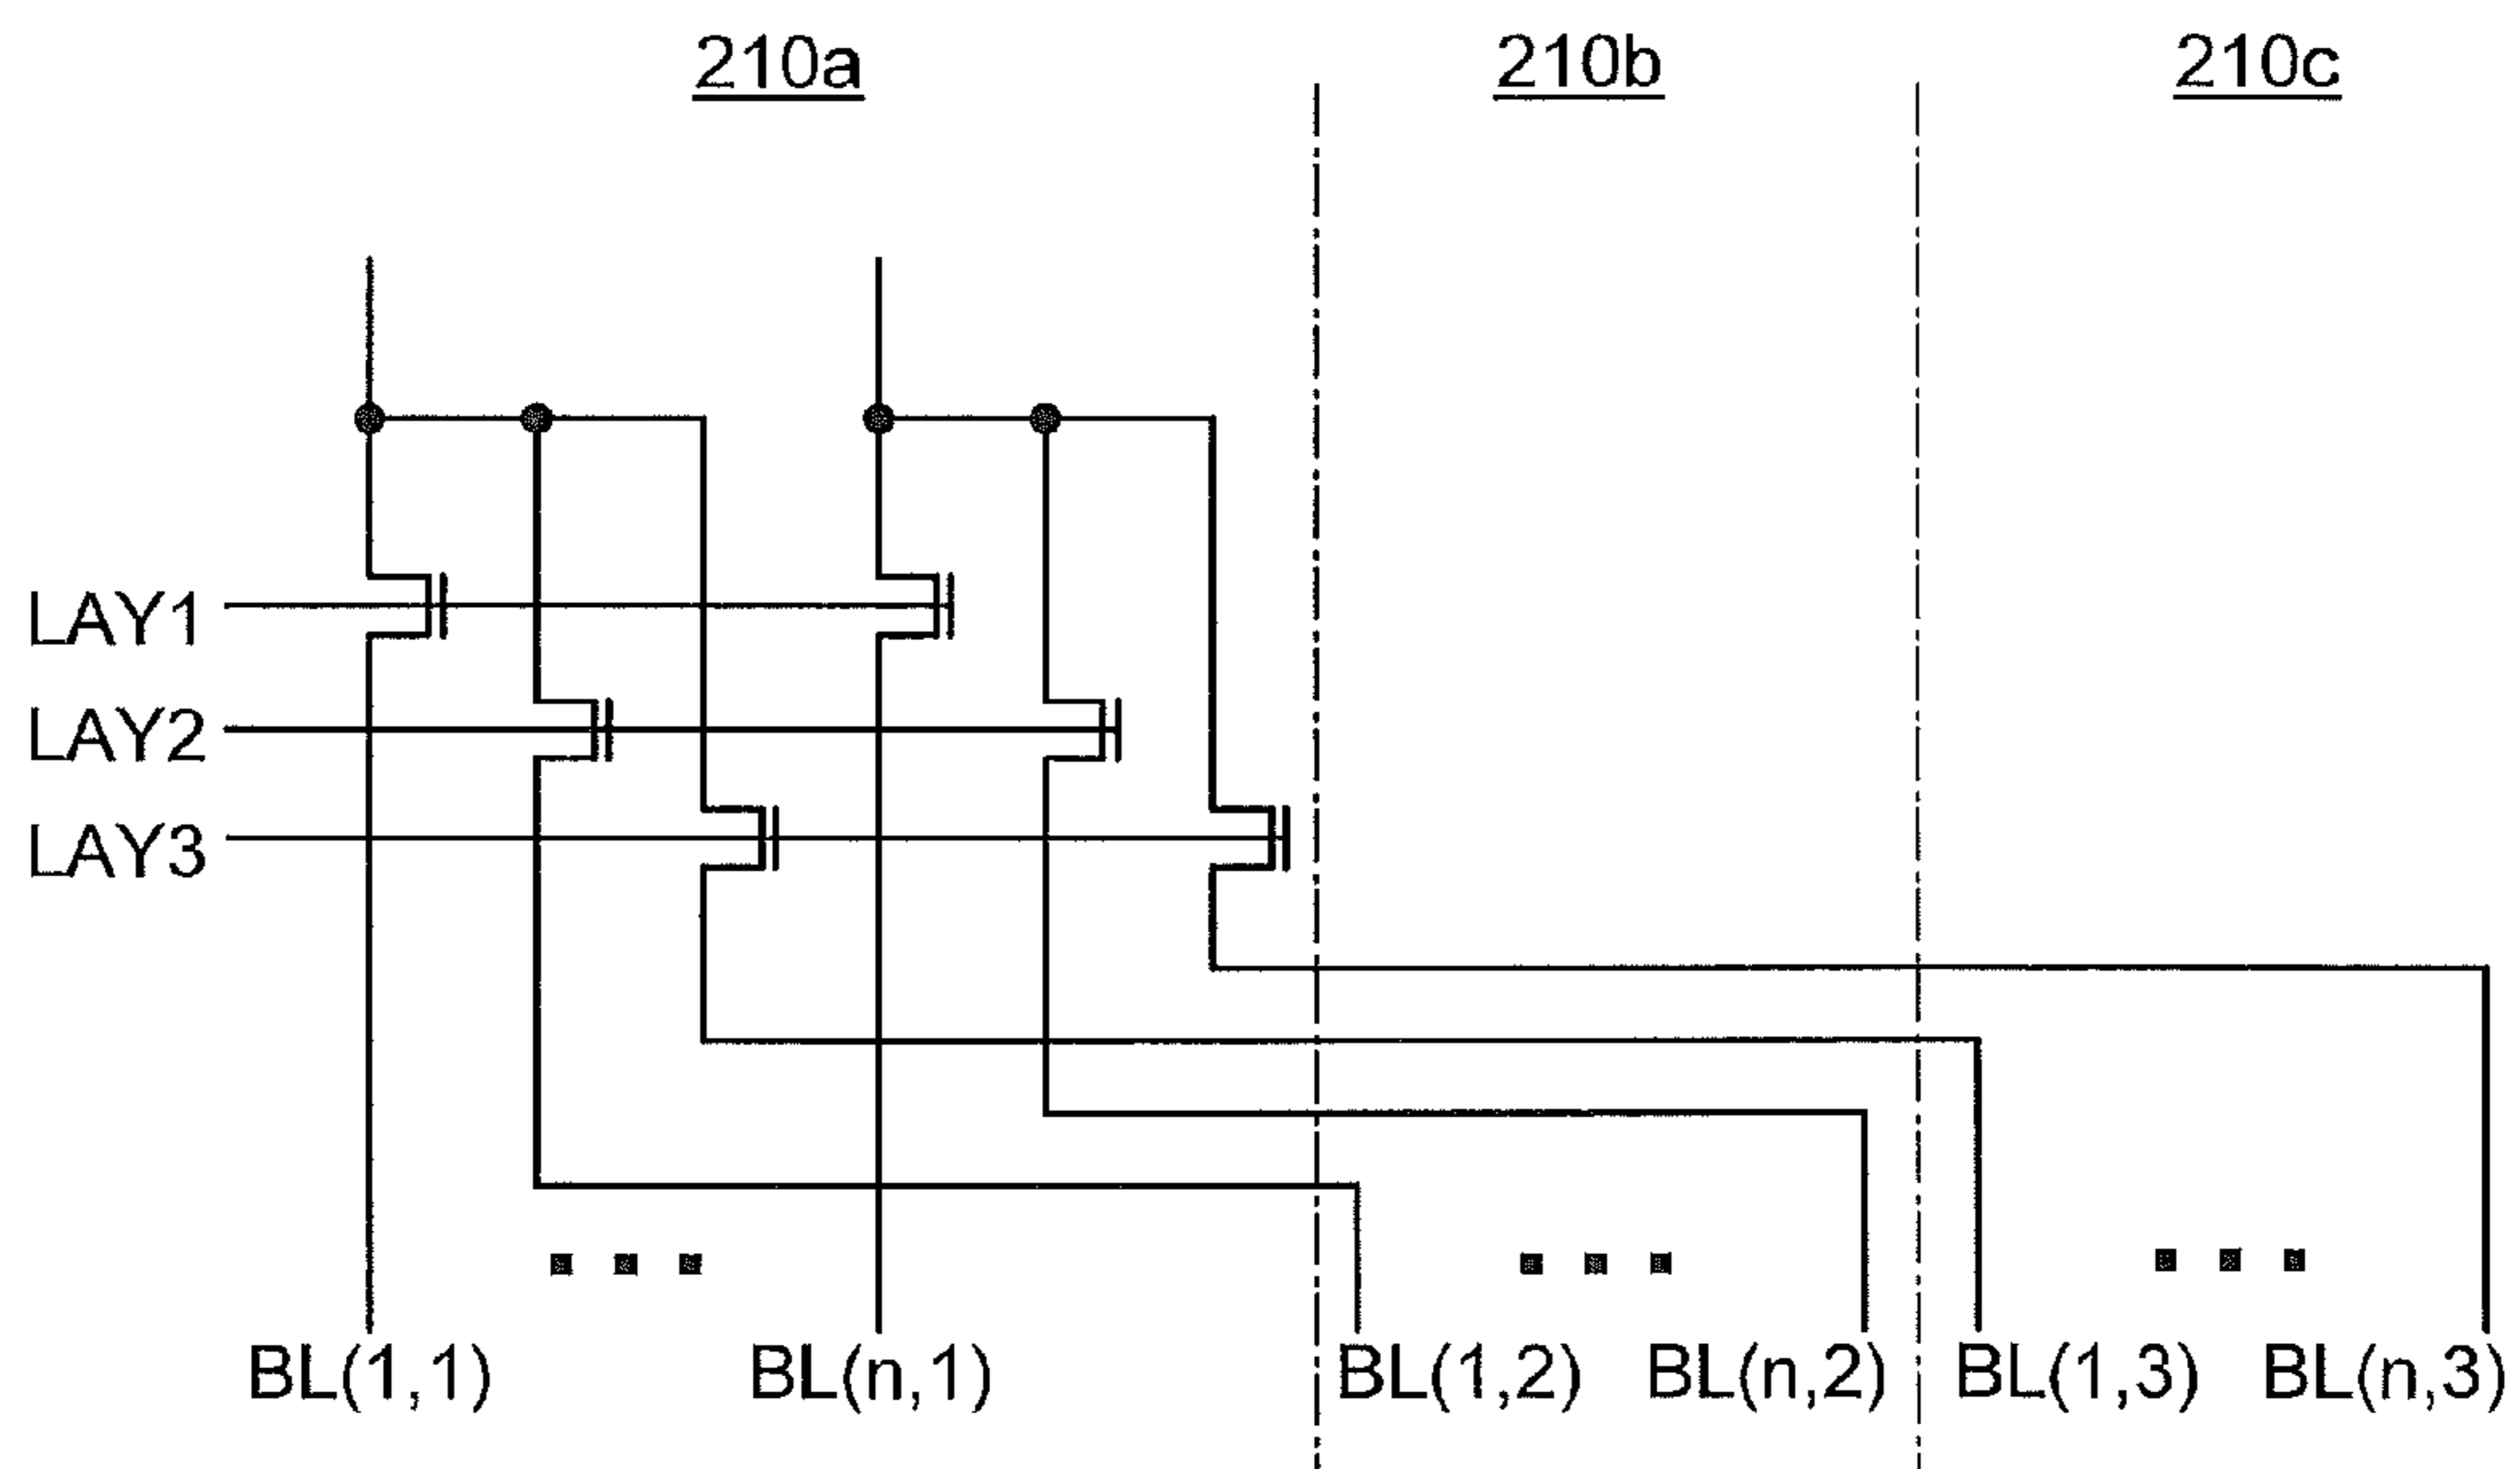 210a 210b 210c
LAY1
LAY2
LAY3
BL(1,1) BL(n,1) BL(1,2) BL(n,2) BL(1,3) BL(n,3)